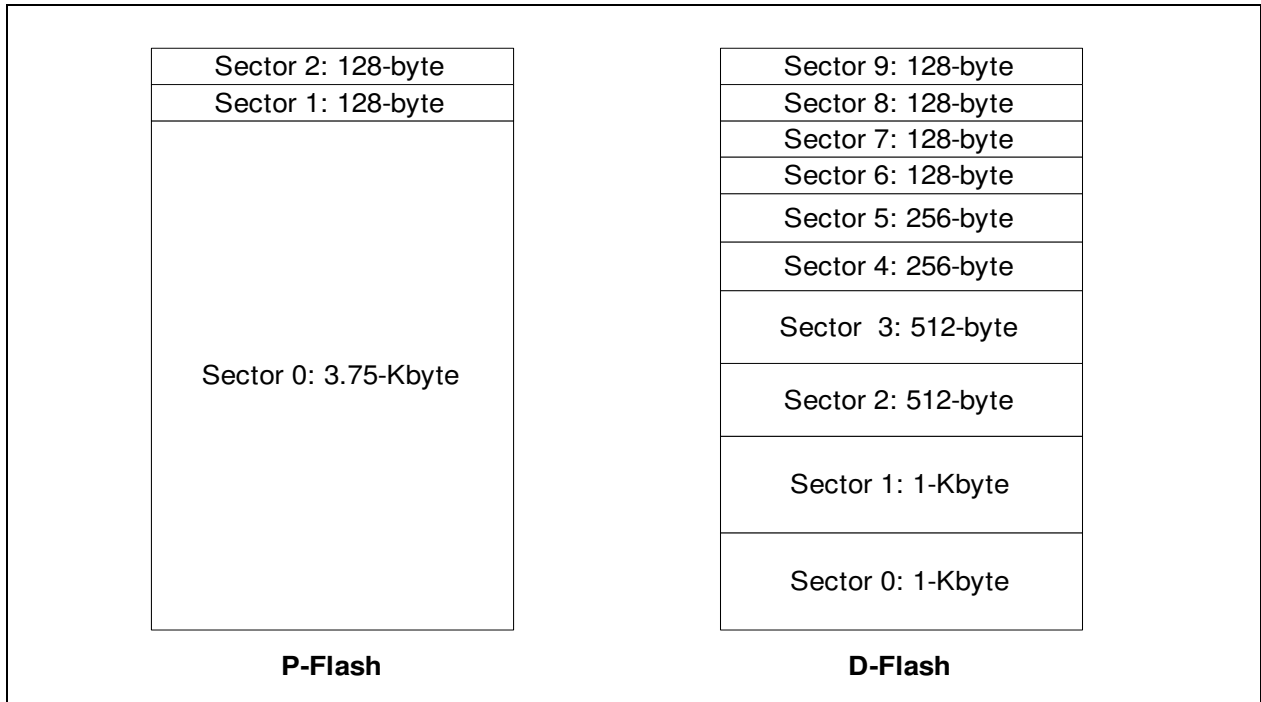 Sector 2: 128-byte
Sector 1: 128-byte
Sector 0: 3.75-Kbyte
P-Flash
Sector 9: 128-byte
Sector 8: 128-byte
Sector 7: 128-byte
Sector 6: 128-byte
Sector 5: 256-byte
Sector 4: 256-byte
Sector 3: 512-byte
Sector 2: 512-byte
Sector 1: 1-Kbyte
Sector 0: 1-Kbyte
D-Flash